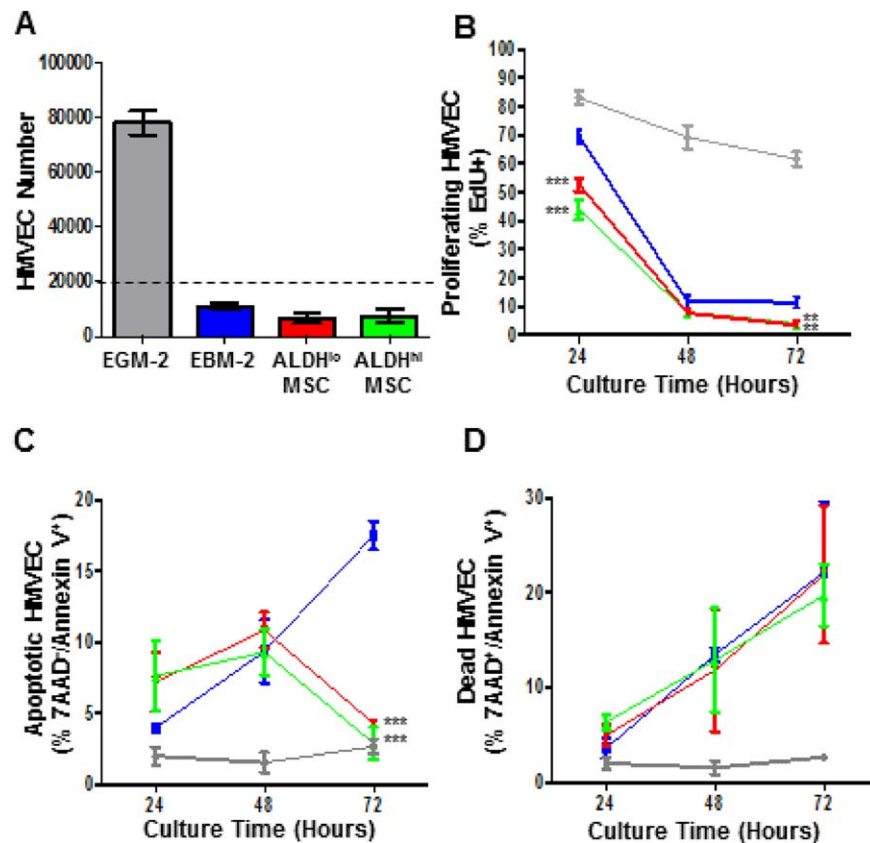 A
HMVEC Number
100000
80000
60000
40000
20000
0
EGM-2 EBM-2 ALDHˡᵒ MSC ALDHʰⁱ MSC
B
Proliferating HMVEC
(% EdU+)
100
90
80
70
60
50
40
30
20
10
0
***
***
**
**
24 48 72
Culture Time (Hours)
C
Apoptotic HMVEC
(% 7AAD⁻/Annexin V⁺)
20
15
10
5
0
***
***
24 48 72
Culture Time (Hours)
D
Dead HMVEC
(% 7AAD⁺/Annexin V⁺)
30
20
10
0
24 48 72
Culture Time (Hours)